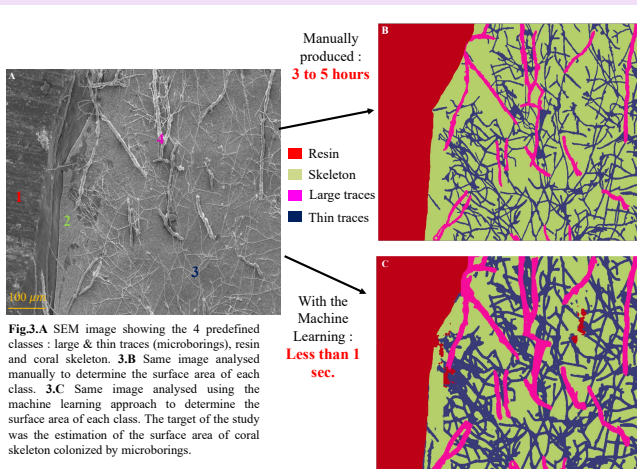 Manually
produced :
3 to 5 hours
A
1
2
3
4
100 µm
Resin
Skeleton
Large traces
Thin traces
B
With the
Machine
Learning :
Less than 1
sec.
C
Fig.3.A SEM image showing the 4 predefined
classes : large & thin traces (microborings), resin
and coral skeleton. 3.B Same image analysed
manually to determine the surface area of each
class. 3.C Same image analysed using the
machine learning approach to determine the
surface area of each class. The target of the study
was the estimation of the surface area of coral
skeleton colonized by microborings.